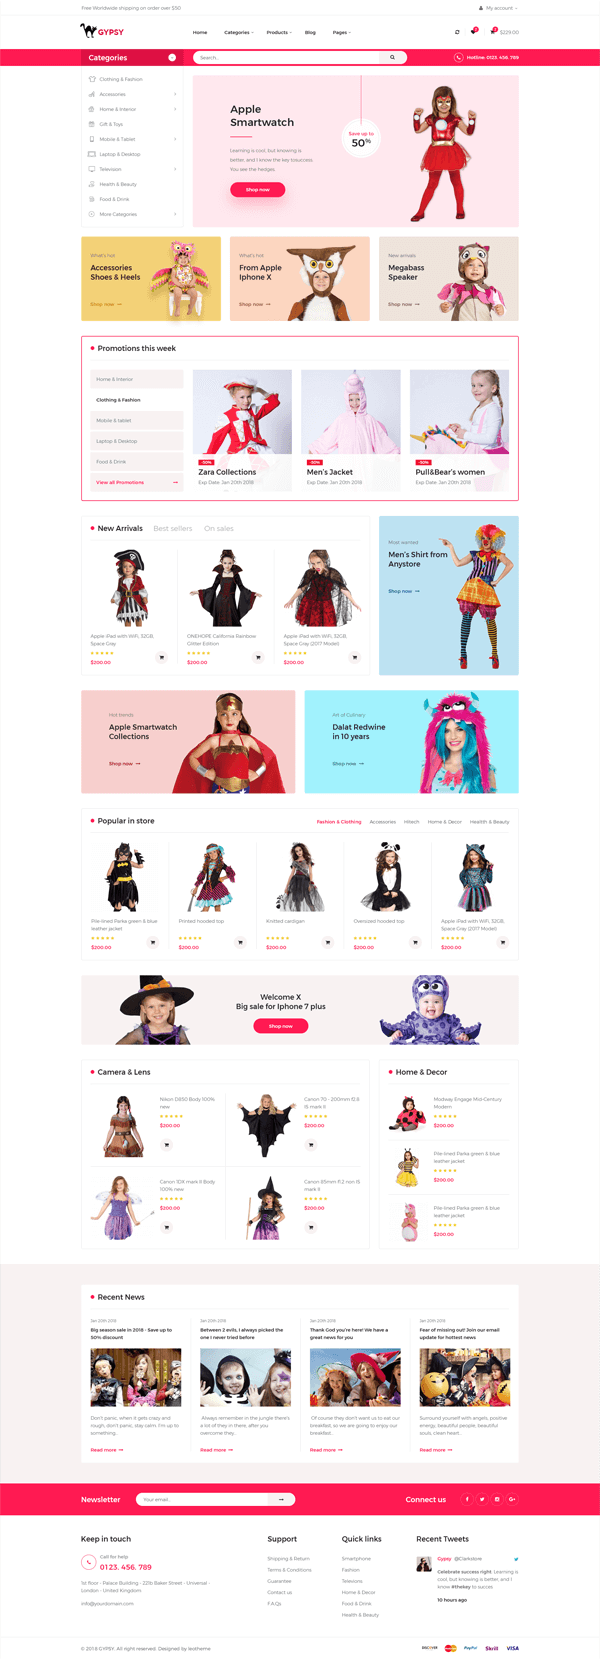 Free Worldwide shipping on order over $50
My account
GYPSY
Home
Categories
Products
Blog
Pages
$229.00
Categories
Search...
Hotline: 0123. 456. 789
Clothing & Fashion
Accessories
Home & Interior
Gift & Toys
Mobile & Tablet
Laptop & Desktop
Television
Health & Beauty
Food & Drink
More Categories
Apple
Smartwatch
Learning is cool, but knowing is
better, and I know the key tosuccess.
You see the hedges.
Shop now
Save up to
50%
What's hot
Accessories
Shoes & Heels
Shop now
What's hot
From Apple
Iphone X
Shop now
New arrivals
Megabass
Speaker
Shop now
Promotions this week
Home & Interior
Clothing & Fashion
Mobile & tablet
Laptop & Desktop
Food & Drink
View all Promotions
-50%
Zara Collections
Exp Date: Jan 20th 2018
-50%
Men's Jacket
Exp Date: Jan 20th 2018
-50%
Pull&Bear's women
Exp Date: Jan 20th 2018
New Arrivals
Best sellers
On sales
Apple iPad with WiFi, 32GB,
Space Gray
$200.00
ONEHOPE California Rainbow
Glitter Edition
$200.00
Apple iPad with WiFi, 32GB,
Space Gray (2017 Model)
$200.00
Most wanted
Men's Shirt from
Anystore
Shop now
Hot trends
Apple Smartwatch
Collections
Shop now
Art of Culinary
Dalat Redwine
in 10 years
Shop now
Popular in store
Fashion & Clothing
Accessories
Hitech
Home & Decor
Health & Beauty
Pile-lined Parka green & blue
leather jacket
$200.00
Printed hooded top
$200.00
Knitted cardigan
$200.00
Oversized hooded top
$200.00
Apple iPad with WiFi, 32GB,
Space Gray (2017 Model)
$200.00
Welcome X
Big sale for Iphone 7 plus
Shop now
Camera & Lens
Nikon D850 Body 100%
new
$200.00
Canon 70 - 200mm f2.8
IS mark II
$200.00
Canon 1DX mark II Body
100% new
$200.00
Canon 85mm f1.2 non IS
mark II
$200.00
Home & Decor
Modway Engage Mid-Century
Modern
$200.00
Pile-lined Parka green & blue
leather jacket
$200.00
Pile-lined Parka green & blue
leather jacket
$200.00
Recent News
Jan 20th 2018
Big season sale in 2018 - Save up to
50% discount
Don't panic, when it gets crazy and
rough, don't panic, stay calm. I'm up to
something..
Read more
Jan 20th 2018
Between 2 evils, I always picked the
one I never tried before
Always remember in the jungle there's
a lot of they in there, after you
overcome they...
Read more
Jan 20th 2018
Thank God you're here! We have a
great news for you
Of course they don't want us to eat our
breakfast, so we are going to enjoy our
breakfast...
Read more
Jan 20th 2018
Fear of missing out! Join our email
update for hottest news
Surround yourself with angels, positive
energy, beautiful people, beautiful
souls, clean heart...
Read more
Newsletter
Your email...
Connect us
Keep in touch
Call for help
0123. 456. 789
1st floor - Palace Building - 221b Baker Street - Universal -
London - United Kingdom
info@yourdomain.com
Support
Shipping & Return
Terms & Conditions
Guarantee
Contact us
F.A.Qs
Quick links
Smartphone
Fashion
Televions
Home & Decor
Food & Drink
Health & Beauty
Recent Tweets
Gypsy @Clarkstore
Celebrate success right. Learning is
cool, but knowing is better, and I
know #thekey to succes
10 hours ago
© 2018 GYPSY. All right reserved. Designed by leotheme
DISCOVER
PayPal
Skrill
VISA